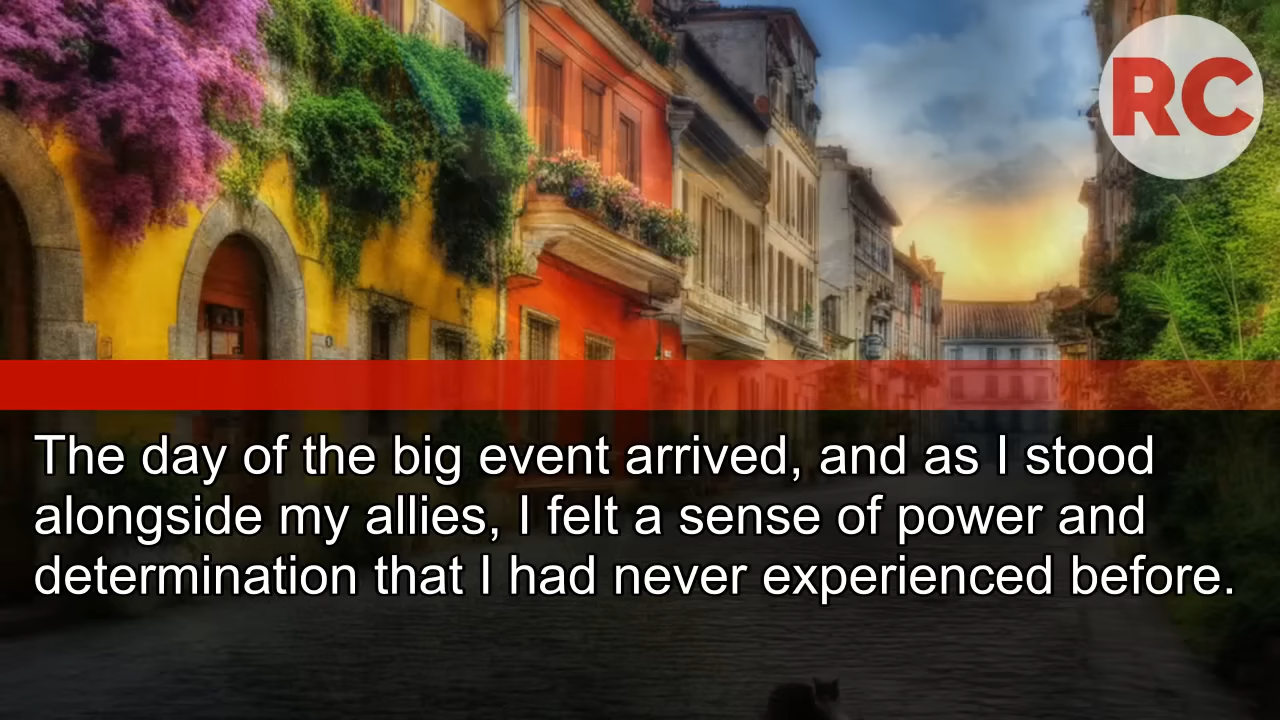 RC
The day of the big event arrived, and as I stood
alongside my allies, I felt a sense of power and
determination that I had never experienced before.